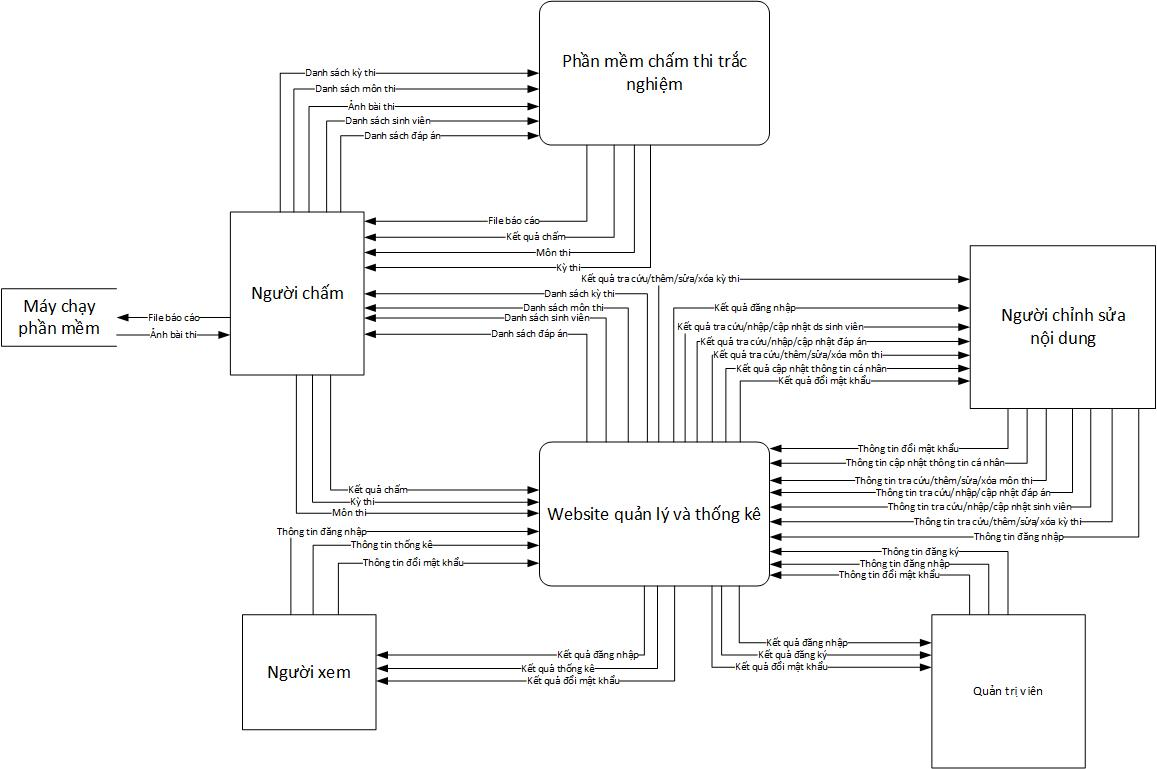 Phần mềm chấm thi trắc
nghiệm
Danh sách kỳ thi
Danh sách môn thi
Ảnh bài thi
Danh sách sinh viên
Danh sách đáp án
File báo cáo
Kết quả chấm
Môn thi
Kỳ thi
Người chấm
Máy chạy
phần mềm
File báo cáo
Ảnh bài thi
Danh sách kỳ thi
Danh sách môn thi
Danh sách sinh viên
Danh sách đáp án
Kết quả tra cứu/thêm/sửa/xóa kỳ thi
Kết quả đăng nhập
Kết quả tra cứu/nhập/cập nhật ds sinh viên
Kết quả tra cứu/nhập/cập nhật đáp án
Kết quả tra cứu/thêm/sửa/xóa môn thi
Kết quả cập nhật thông tin cá nhân
Kết quả đổi mật khẩu
Người chỉnh sửa
nội dung
Kết quả chấm
Kỳ thi
Môn thi
Thông tin đăng nhập
Thông tin thống kê
Thông tin đổi mật khẩu
Website quản lý và thống kê
Thông tin đổi mật khẩu
Thông tin cập nhật thông tin cá nhân
Thông tin tra cứu/thêm/sửa/xóa môn thi
Thông tin tra cứu/nhập/cập nhật đáp án
Thông tin tra cứu/nhập/cập nhật sinh viên
Thông tin tra cứu/thêm/sửa/xóa kỳ thi
Thông tin đăng nhập
Thông tin đăng ký
Thông tin đăng nhập
Thông tin đổi mật khẩu
Người xem
Kết quả đăng nhập
Kết quả thống kê
Kết quả đổi mật khẩu
Kết quả đăng nhập
Kết quả đăng ký
Kết quả đổi mật khẩu
Quản trị viên